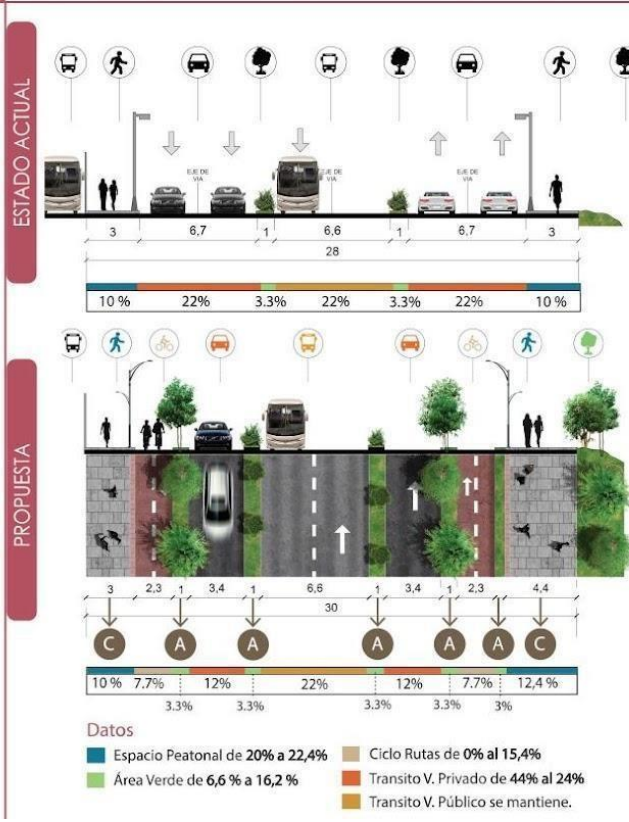 ESTADO ACTUAL
EJE DE VIA EJE DE VIA EJE DE VIA
3 6,7 1 6,6 1 6,7 3
28
10 % 22% 3.3% 22% 3.3% 22% 10 %
PROPUESTA
3 2,3 1 3,4 1 6,6 1 3,4 1 2,3 4,4
30
C A A A A A C
10 % 7.7% 12% 22% 12% 7.7% 12,4 %
3.3% 3.3% 3.3% 3.3% 3%
Datos
Espacio Peatonal de 20% a 22,4%
Área Verde de 6,6 % a 16,2 %
Ciclo Rutas de 0% al 15,4%
Transito V. Privado de 44% al 24%
Transito V. Público se mantiene.